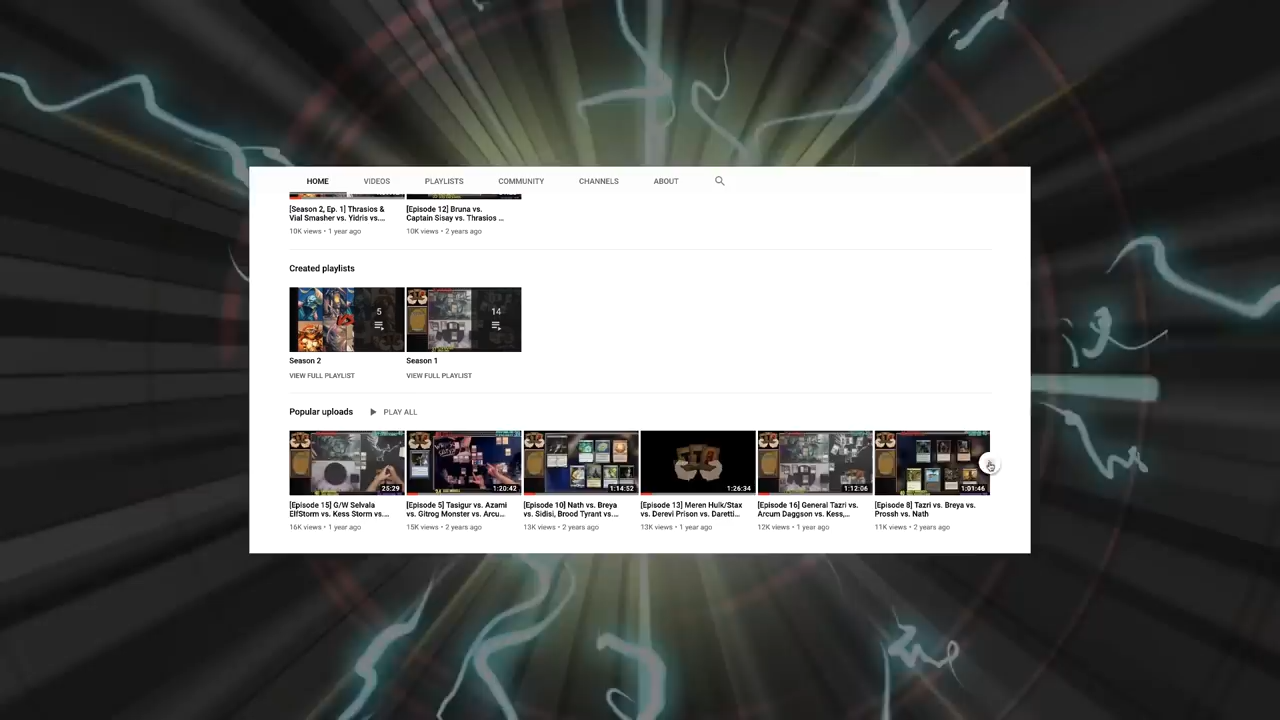 HOME VIDEOS PLAYLISTS COMMUNITY CHANNELS ABOUT
[Season 2, Ep. 1] Thrasios &
Vial Smasher vs. Yidris vs....
10K views • 1 year ago
[Episode 12] Bruna vs.
Captain Sisay vs. Thrasios ...
10K views • 2 years ago
Created playlists
5
14
Season 2
VIEW FULL PLAYLIST
Season 1
VIEW FULL PLAYLIST
Popular uploads PLAY ALL
25:29
1:20:42
1:14:52
1:26:34
1:12:06
1:01:46
[Episode 15] G/W Selvala
ElfStorm vs. Kess Storm vs....
16K views • 1 year ago
[Episode 5] Tasigur vs. Azami
vs. Gitrog Monster vs. Arcu...
15K views • 2 years ago
[Episode 10] Nath vs. Breya
vs. Sidisi, Brood Tyrant vs....
13K views • 2 years ago
[Episode 13] Meren Hulk/Stax
vs. Derevi Prison vs. Daretti...
13K views • 1 year ago
[Episode 16] General Tazri vs.
Arcum Daggson vs. Kess,...
12K views • 1 year ago
[Episode 8] Tazri vs. Breya vs.
Prossh vs. Nath
11K views • 2 years ago